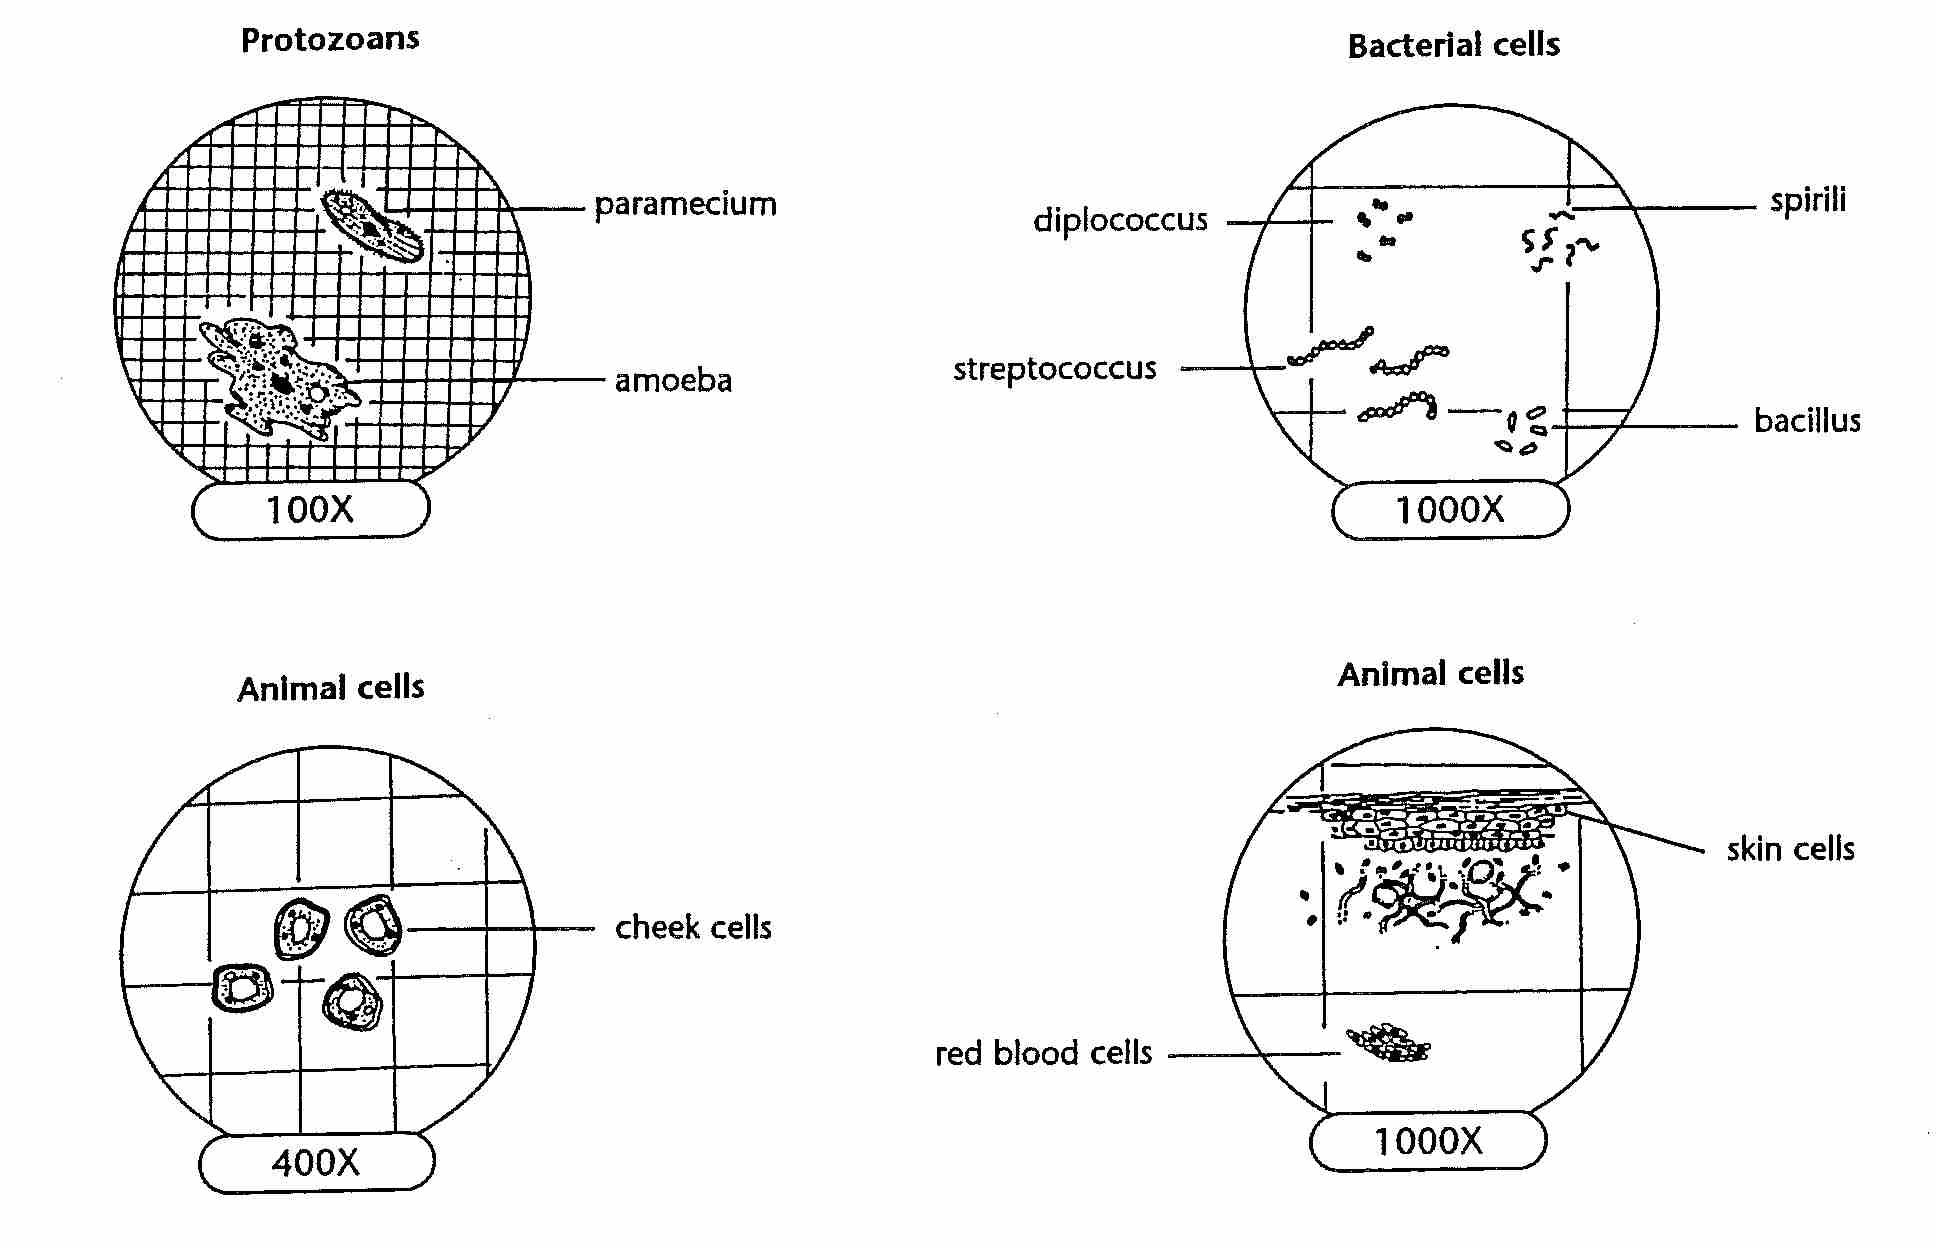 Protozoans
paramecium
amoeba
100X
Bacterial cells
diplococcus
spirili
streptococcus
bacillus
1000X
Animal cells
cheek cells
400X
Animal cells
skin cells
red blood cells
1000X